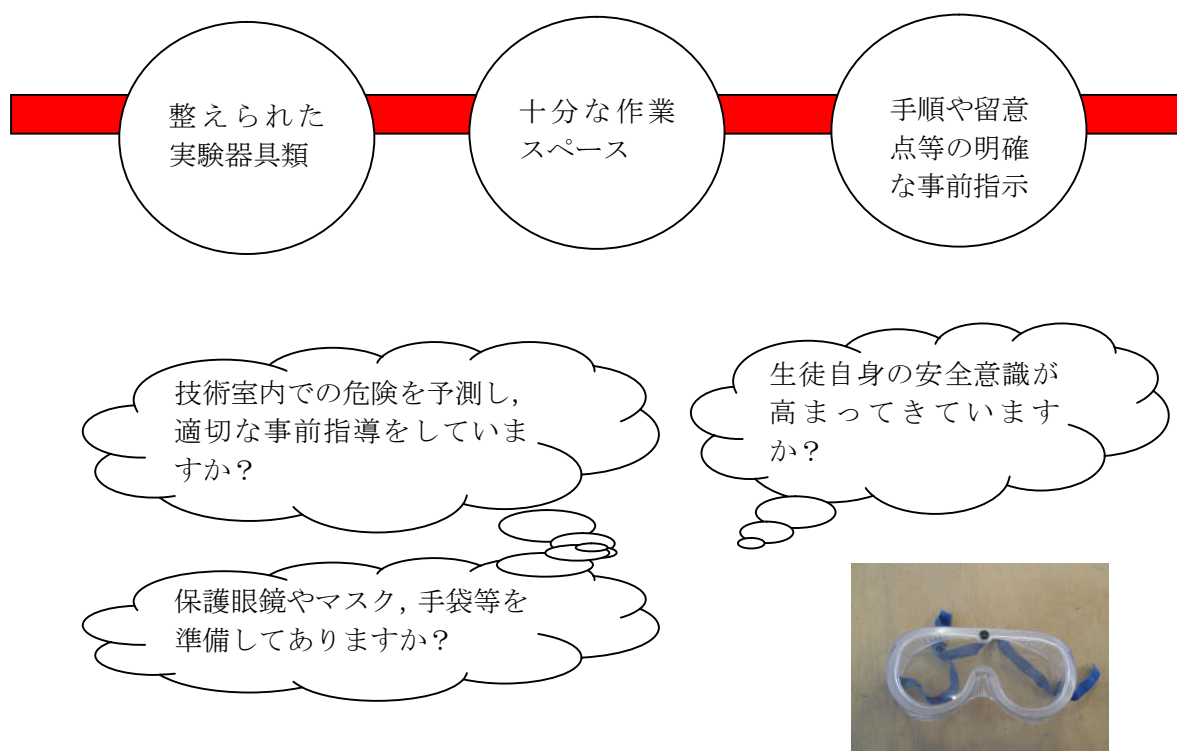 整えられた
実験器具類
十分な作業
スペース
手順や留意
点等の明確
な事前指示
技術室内での危険を予測し，
適切な事前指導をしていま
すか？
生徒自身の安全意識が
高まってきています
か？
保護眼鏡やマスク，手袋等を
準備してありますか？